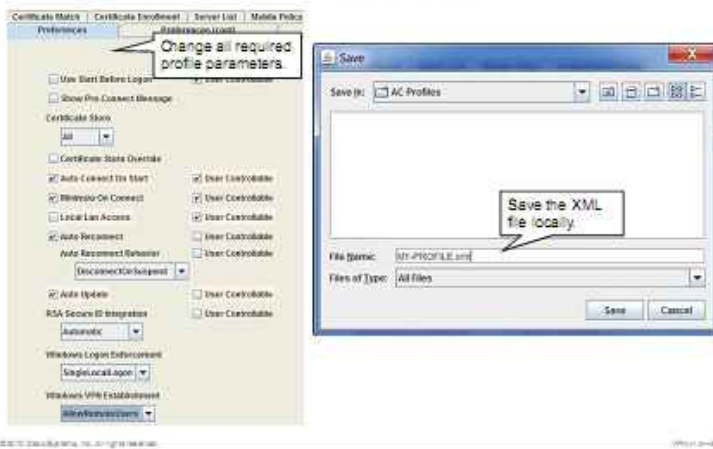 Certificate Match
Certificate Enrollment
Server List
Mobile Policy
Preferences
Preferences (cont)
Change all required
profile parameters.
Use Start Before Logon
User Controllable
Show Pre-Connect Message
Certificate Store
All
Certificate Store Override
Auto Connect On Start
User Controllable
Minimize On Connect
User Controllable
Local Lan Access
User Controllable
Auto Reconnect
User Controllable
Auto Reconnect Behavior
User Controllable
DisconnectOnSuspend
Auto Update
User Controllable
RSA Secure ID Integration
User Controllable
Automatic
Windows Logon Enforcement
SingleLocalLogon
Windows VPN Establishment
AllowRemoteUsers
Save
Save In:
AC Profiles
Save the XML
file locally.
File Name:
MY-PROFILE.xml
Files of Type:
All Files
Save
Cancel